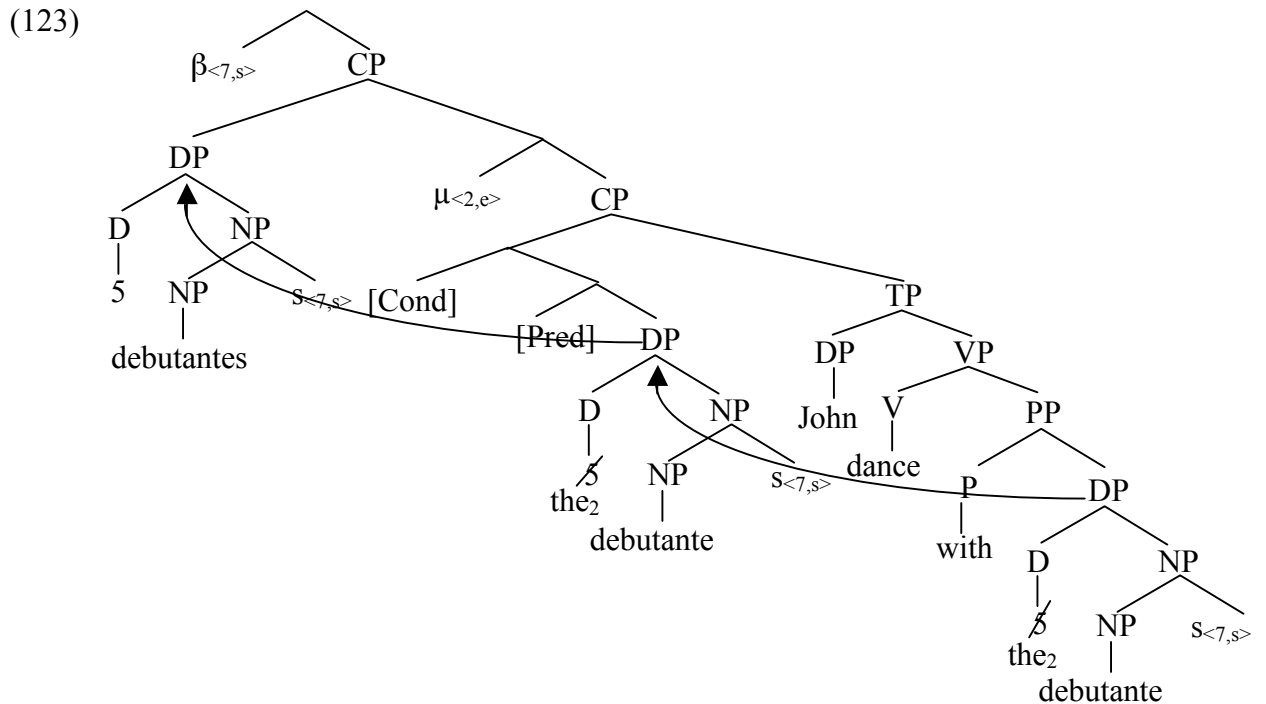 (123)
β<7,s> CP
DP
μ<2,e> CP
D NP
5 NP s<7,s> [Cond] TP
[Pred] DP DP VP
debutantes
D NP John V PP
5 NP s<7,s> dance P DP
the₂
debutante with D NP
5 NP s<7,s>
the₂
debutante